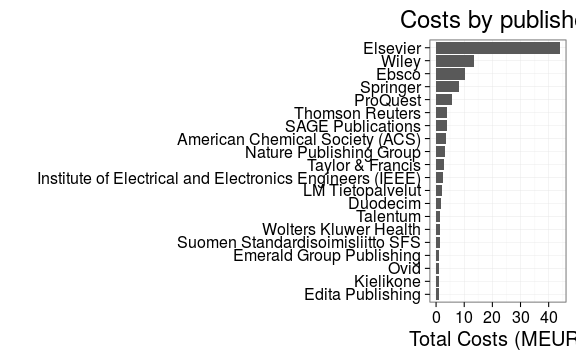 Costs by publishe
Elsevier
Wiley
Ebsco
Springer
ProQuest
Thomson Reuters
SAGE Publications
American Chemical Society (ACS)
Nature Publishing Group
Taylor & Francis
Institute of Electrical and Electronics Engineers (IEEE)
LM Tietopalvelut
Duodecim
Talentum
Wolters Kluwer Health
Suomen Standardisoimisliitto SFS
Emerald Group Publishing
Ovid
Kielikone
Edita Publishing
0 10 20 30 40
Total Costs (MEUR